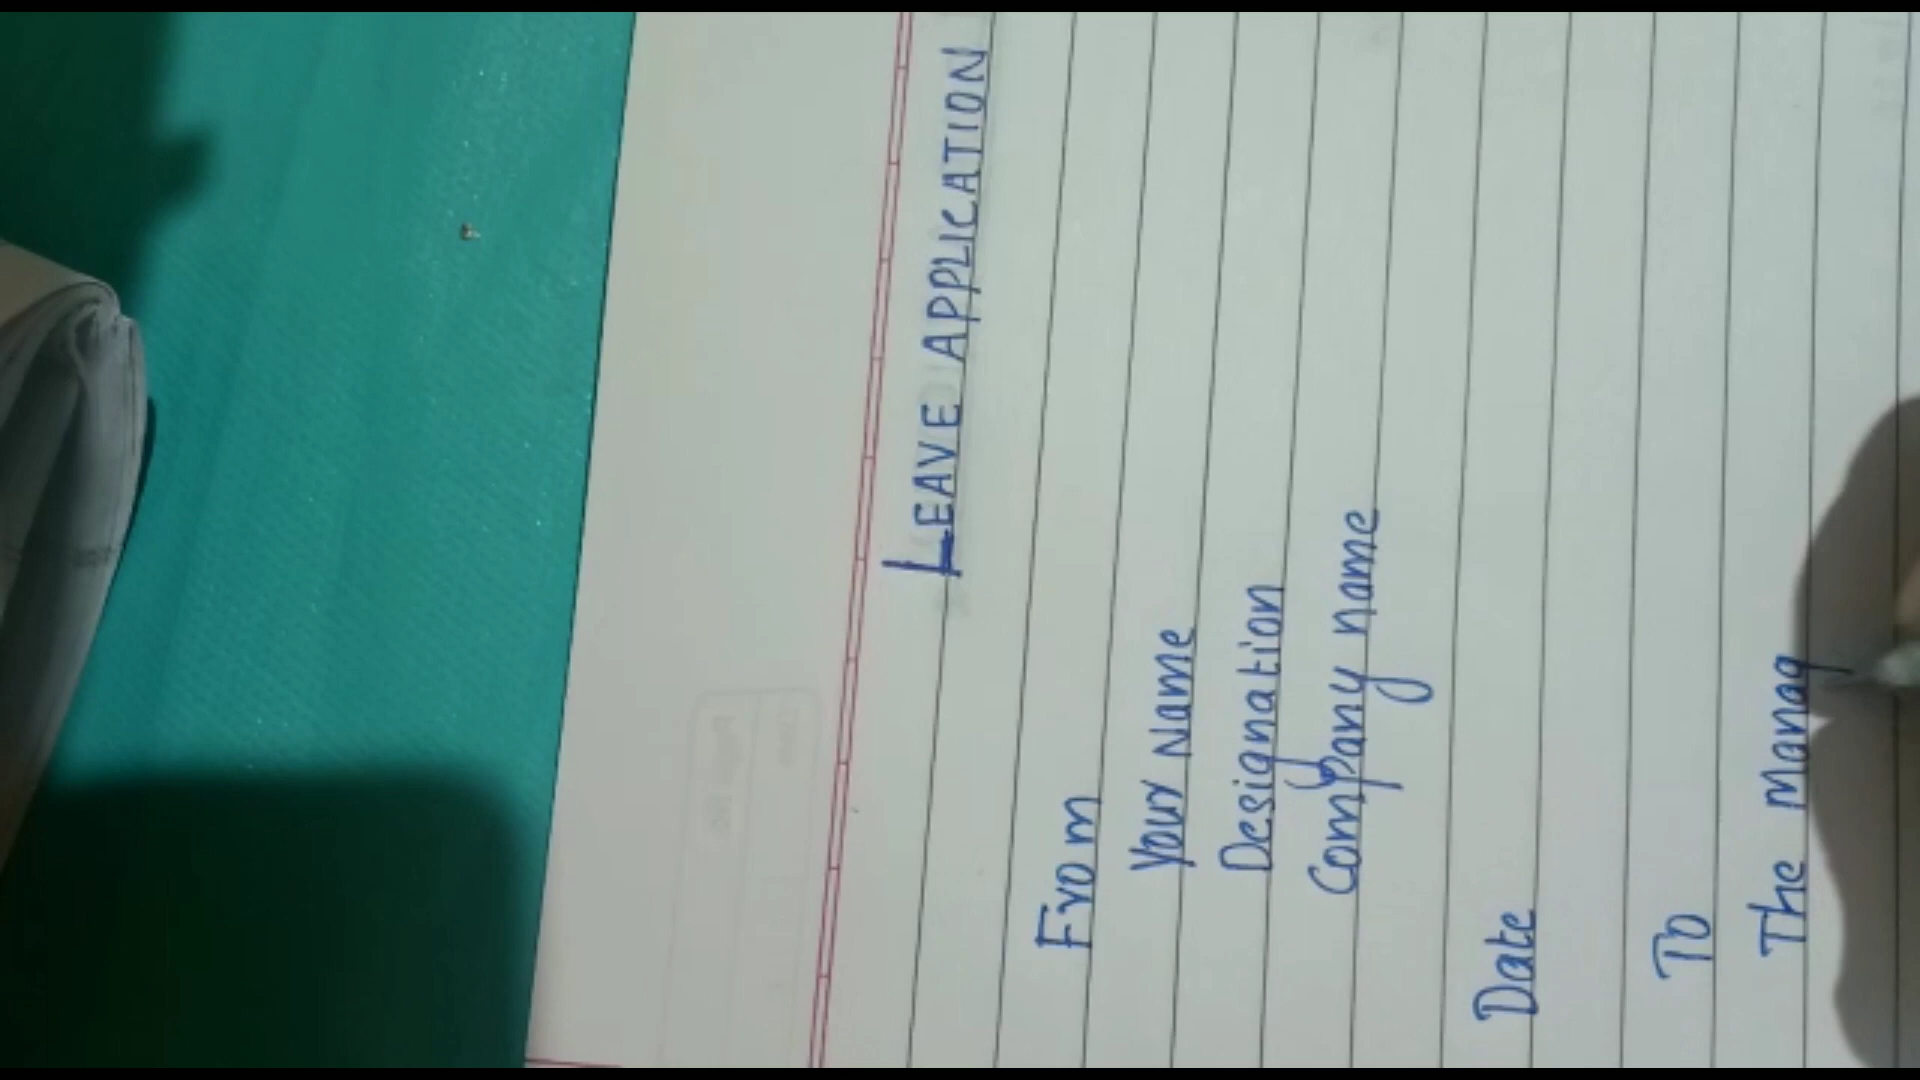 LEAVE APPLICATION
From
Your Name
Designation
Company name
Date
To
The manag